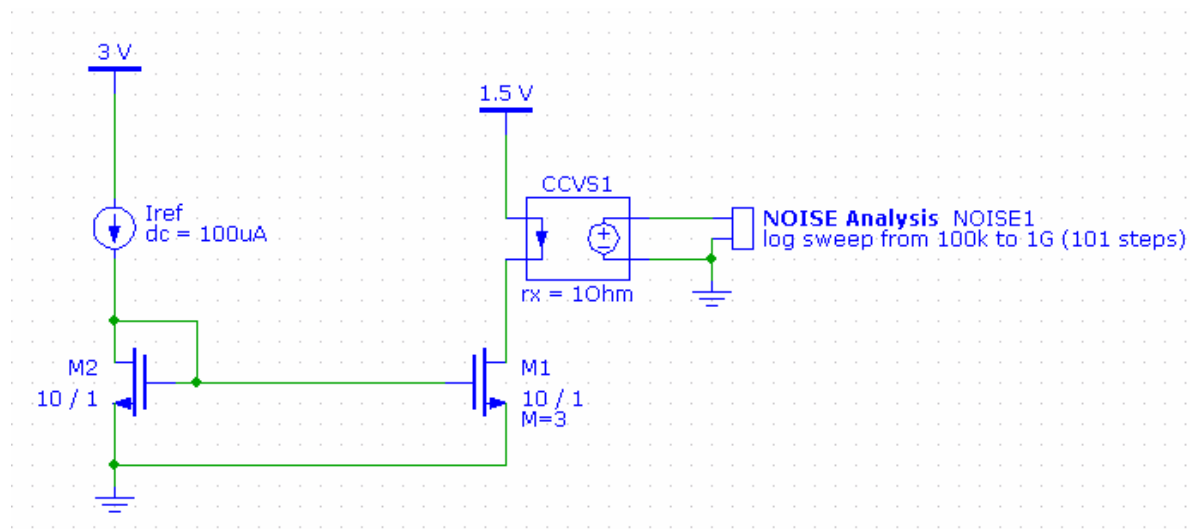 3 V
1.5 V
CCVS1
Iref
dc = 100uA
NOISE Analysis NOISE1
log sweep from 100k to 1G (101 steps)
+
−
rx = 1Ohm
M2
10 / 1
M1
10 / 1
M=3